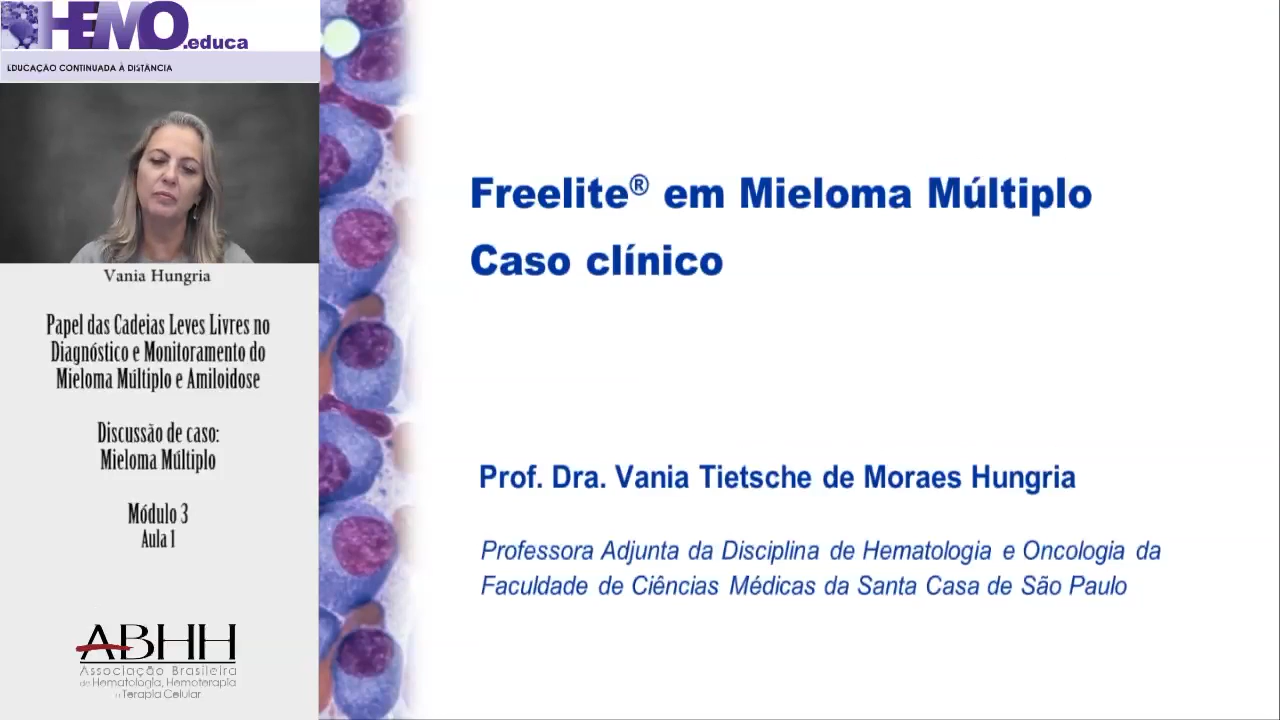 HEMO.educa
EDUCAÇÃO CONTINUADA À DISTÂNCIA
Vania Hungria
Papel das Cadeias Leves Livres no
Diagnóstico e Monitoramento do
Mieloma Múltiplo e Amiloidose
Discussão de caso:
Mieloma Múltiplo
Módulo 3
Aula 1
ABHH
Associação Brasileira
de Hematologia, Hemoterapia
e Terapia Celular
Freelite® em Mieloma Múltiplo
Caso clínico
Prof. Dra. Vania Tietsche de Moraes Hungria
Professora Adjunta da Disciplina de Hematologia e Oncologia da
Faculdade de Ciências Médicas da Santa Casa de São Paulo